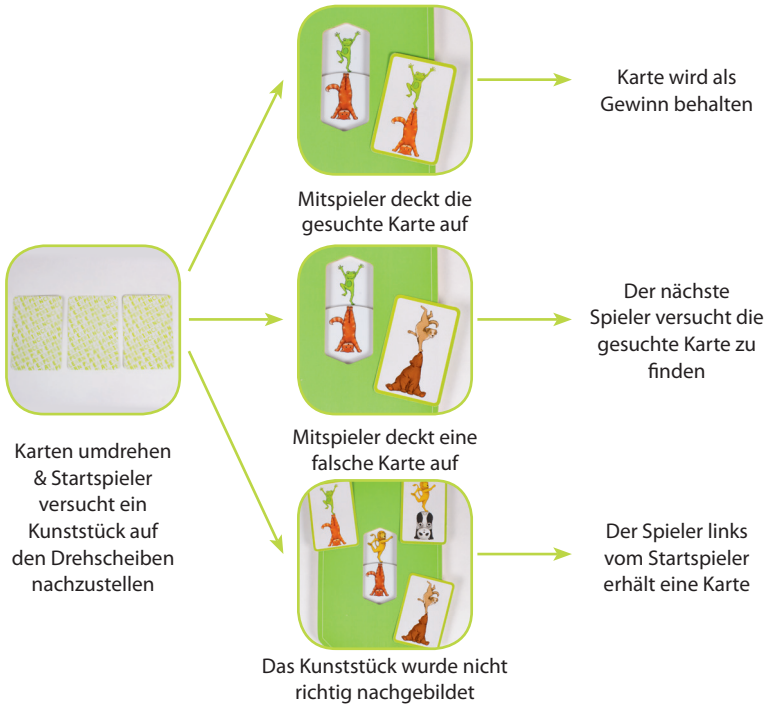 Karte wird als
Gewinn behalten
Mitspieler deckt die
gesuchte Karte auf
Der nächste
Spieler versucht die
gesuchte Karte zu
finden
Mitspieler deckt eine
falsche Karte auf
Karten umdrehen
& Startspieler
versucht ein
Kunststück auf
den Drehscheiben
nachzustellen
Der Spieler links
vom Startspieler
erhält eine Karte
Das Kunststück wurde nicht
richtig nachgebildet